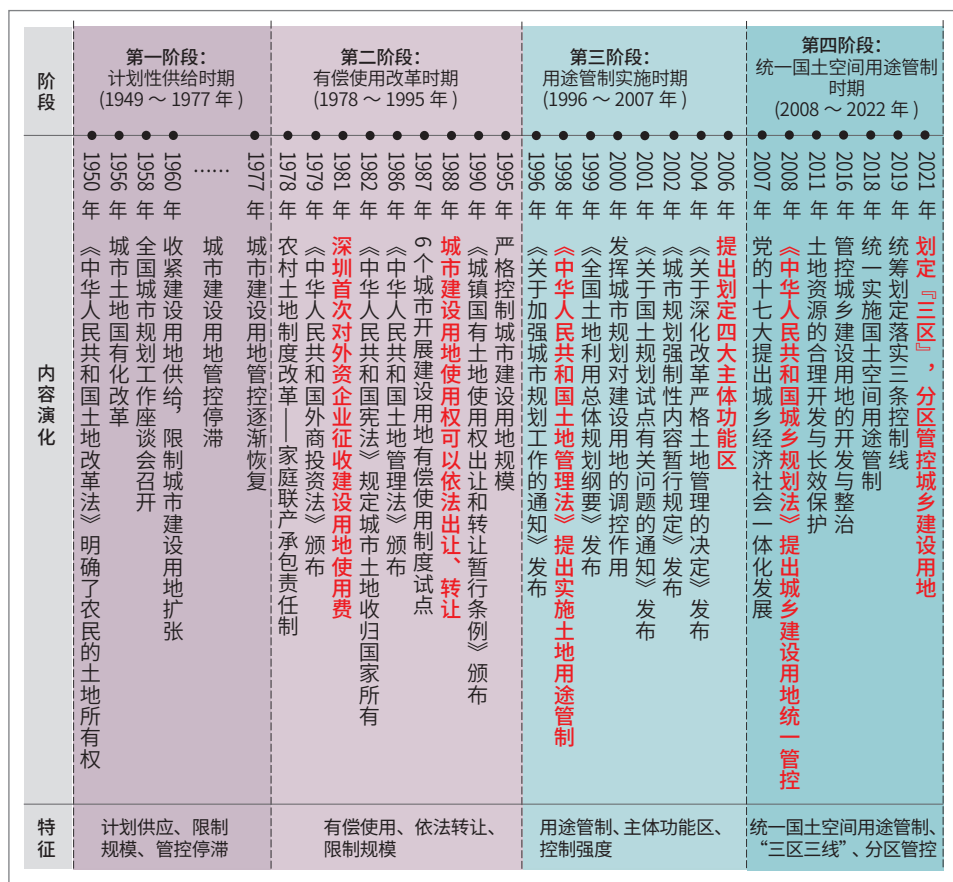 阶段
第一阶段：
计划性供给时期
(1949～1977年)
第二阶段：
有偿使用改革时期
(1978～1995年)
第三阶段：
用途管制实施时期
(1996～2007年)
第四阶段：
统一国土空间用途管制
时期
(2008～2022年)
内容演化
1950年
《中华人民共和国土地改革法》明确了农民的土地所有权
1956年
城市土地国有化改革
1958年
全国城市规划工作座谈会召开
1960年
收紧建设用地供给，限制城市建设用地扩张
……
城市建设用地管控停滞
1977年
城市建设用地管控逐渐恢复
1978年
农村土地制度改革——家庭联产承包责任制
1979年
《中华人民共和国外商投资法》颁布
1981年
深圳首次对外资企业征收建设用地使用费
1982年
《中华人民共和国宪法》规定城市土地收归国家所有
1986年
《中华人民共和国土地管理法》颁布
1987年
6个城市开展建设用地有偿使用制度试点
1988年
城市建设用地使用权可以依法出让、转让
1990年
《城镇国有土地使用权出让和转让暂行条例》颁布
1995年
严格控制城市建设用地规模
1996年
《关于加强城市规划工作的通知》发布
1998年
《中华人民共和国土地管理法》提出实施土地用途管制
1999年
《全国土地利用总体规划纲要》发布
2000年
发挥城市规划对建设用地的调控作用
2001年
《关于国土规划试点有关问题的通知》发布
2002年
《城市规划强制性内容暂行规定》发布
2004年
《关于深化改革严格土地管理的决定》发布
2006年
提出划定四大主体功能区
2007年
党的十七大提出城乡经济社会一体化发展
2008年
《中华人民共和国城乡规划法》提出城乡建设用地统一管控
2011年
土地资源的合理开发与长效保护
2016年
管控城乡建设用地的开发与整治
2018年
统一实施国土空间用途管制
2019年
统筹划定落实三条控制线
2021年
划定『三区』，分区管控城乡建设用地
特征
计划供应、限制
规模、管控停滞
有偿使用、依法转让、
限制规模
用途管制、主体功能区、
控制强度
统一国土空间用途管制、
“三区三线”、分区管控